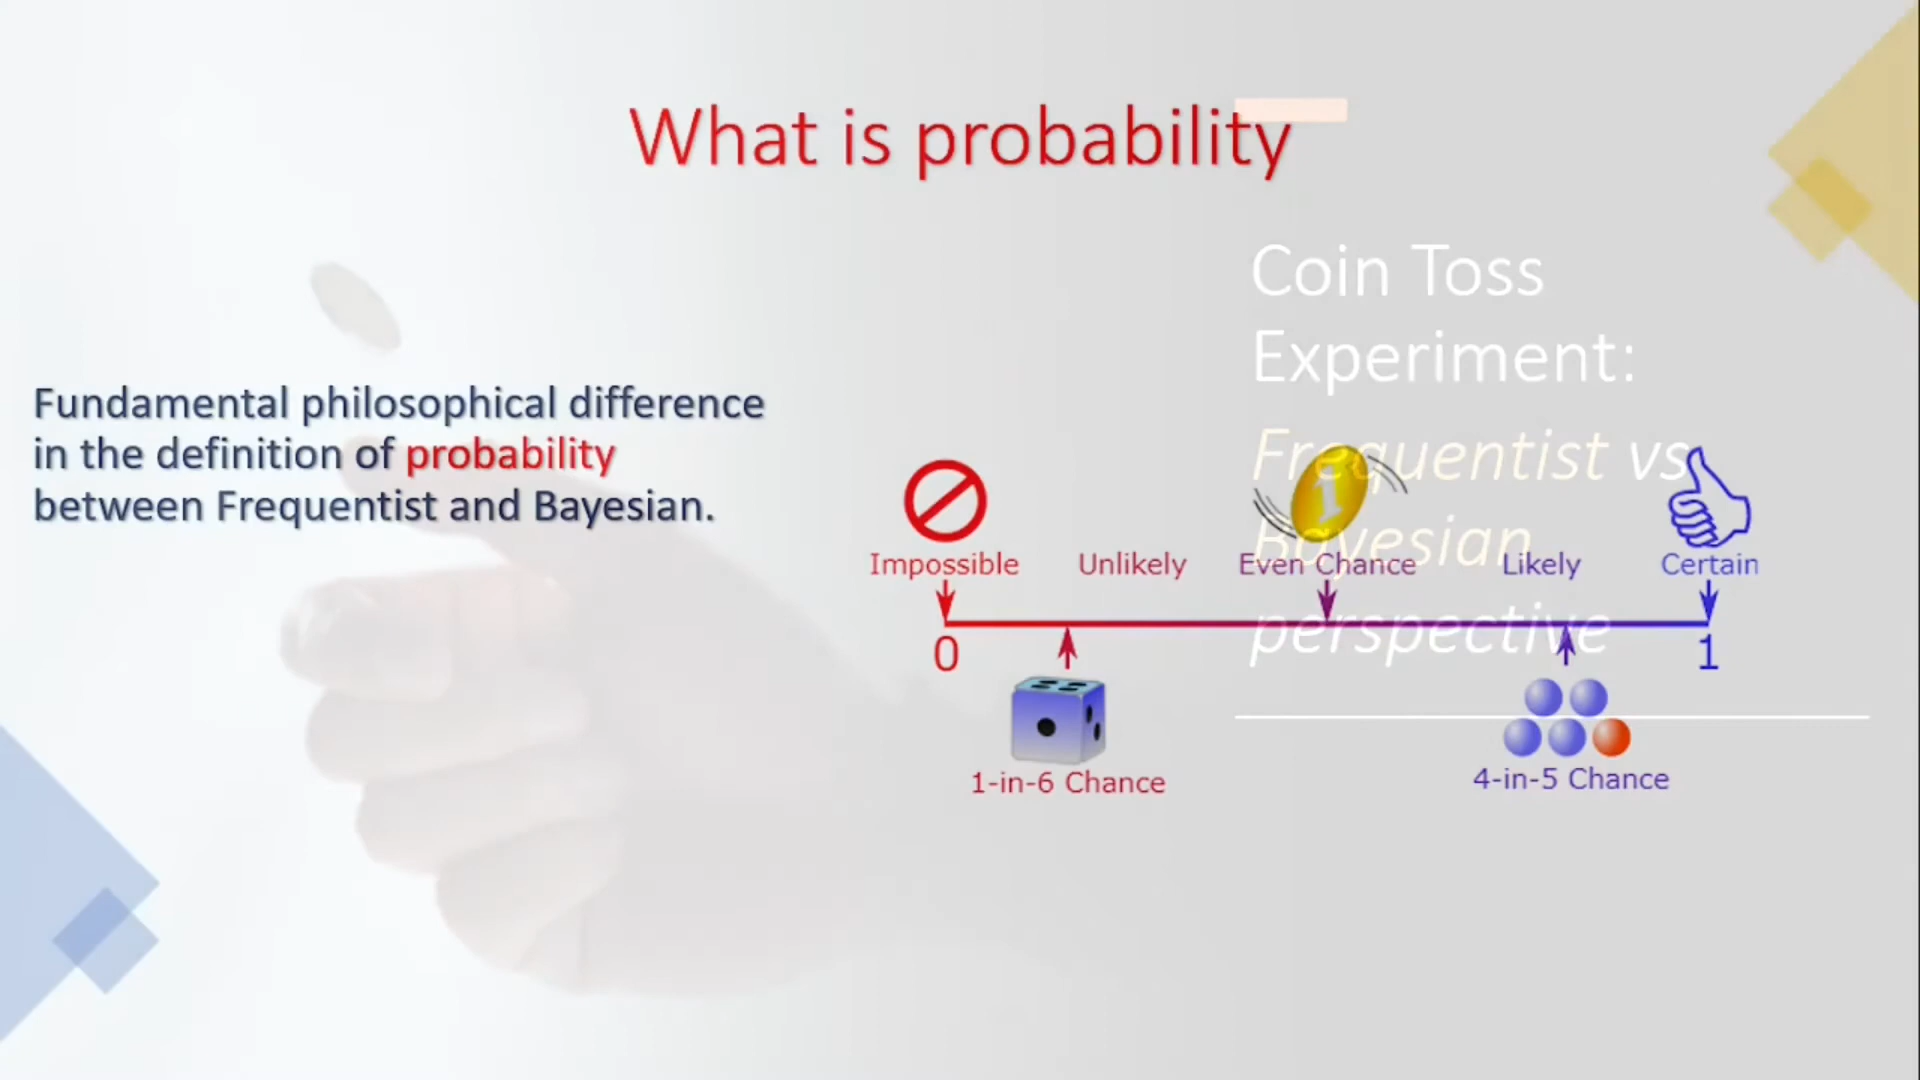 What is probability
Fundamental philosophical difference
in the definition of probability
between Frequentist and Bayesian.
Coin Toss
Experiment:
Frequentist vs
Bayesian
perspective
Impossible
Unlikely
Even Chance
Likely
Certain
0
1
1-in-6 Chance
4-in-5 Chance